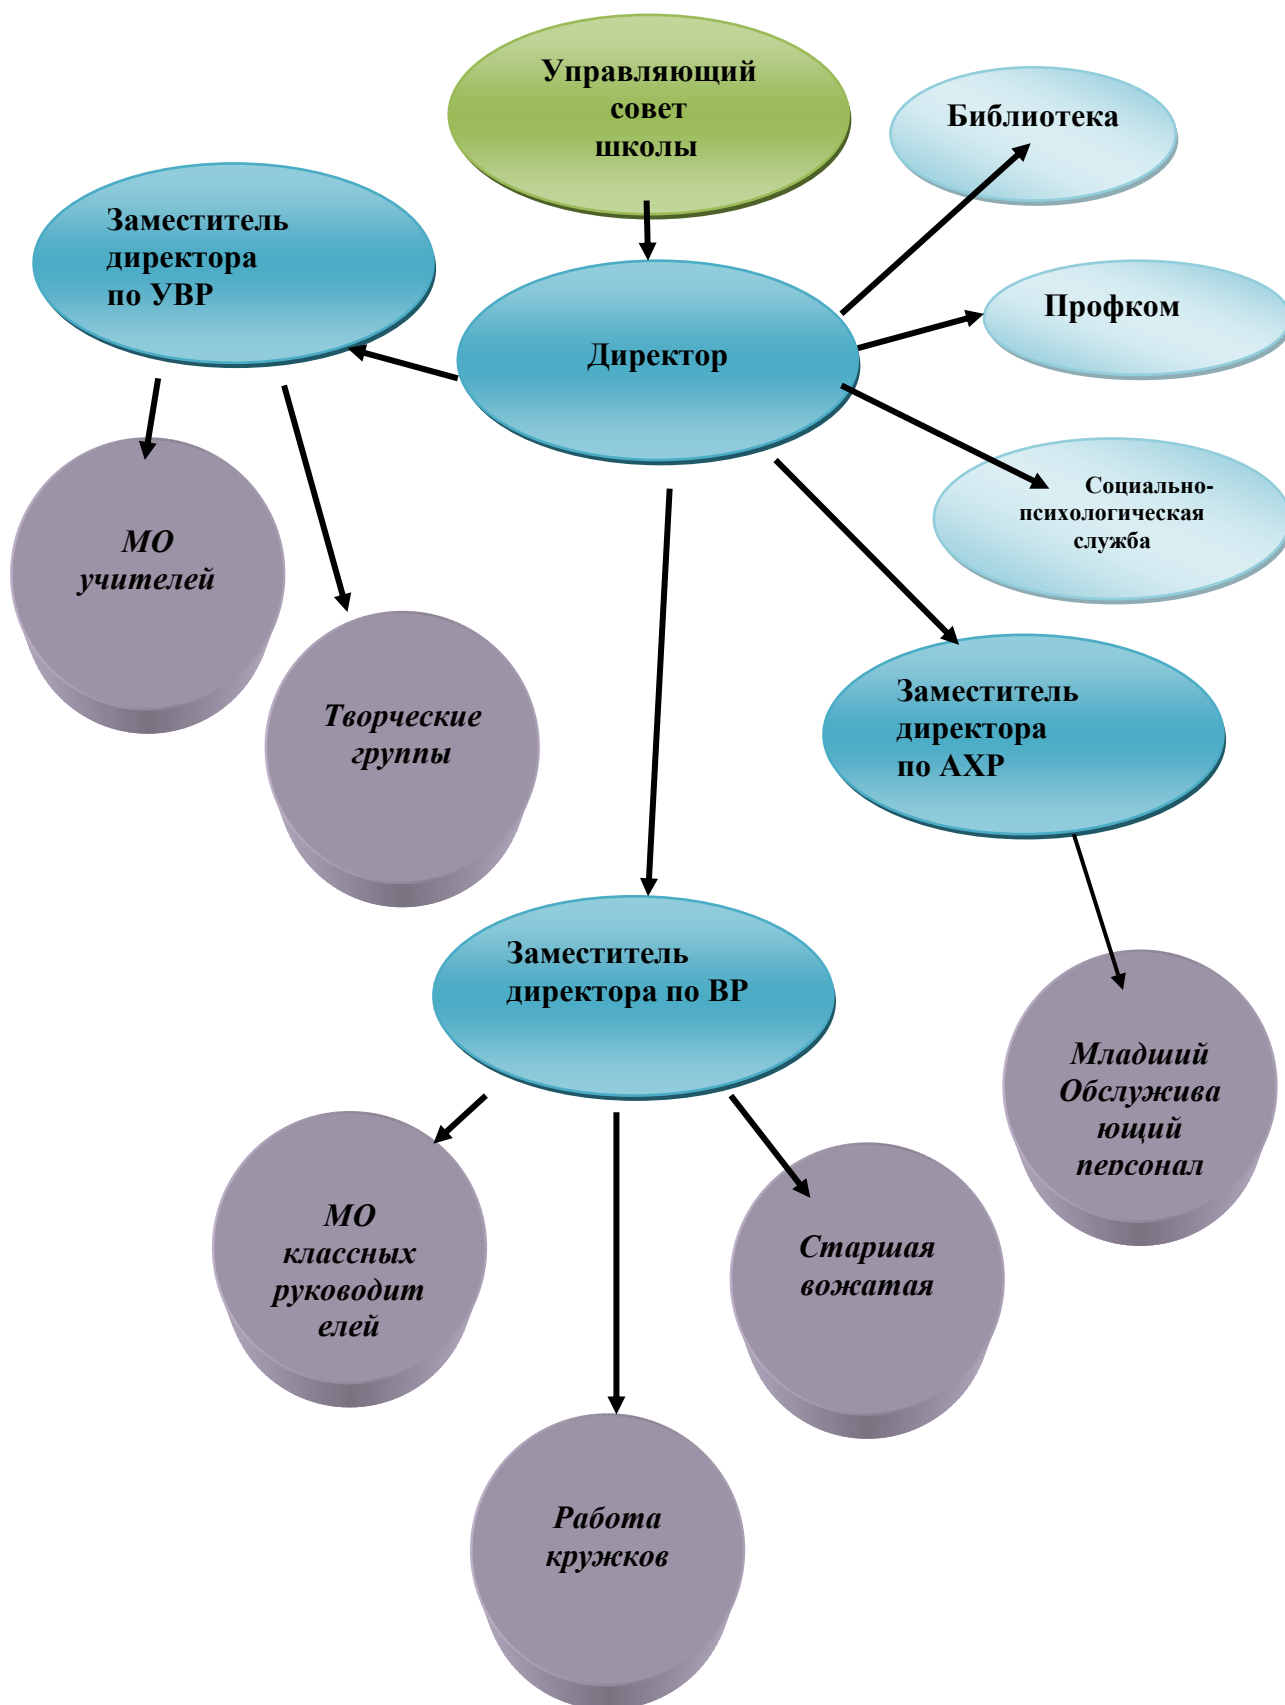 Управляющий
совет
школы
Библиотека
Заместитель
директора
по УВР
Профком
Директор
Социально-
психологическая
служба
МО
учителей
Творческие
группы
Заместитель
директора
по АХР
Заместитель
директора по ВР
Младший
Обслужива
ющий
персонал
МО
классных
руководит
елей
Старшая
вожатая
Работа
кружков